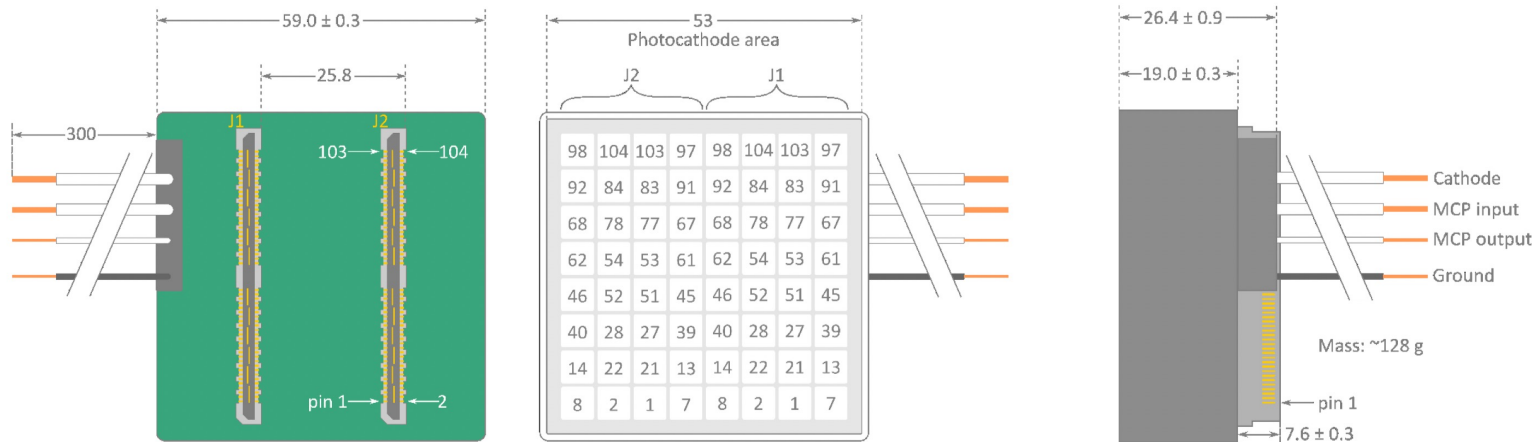 59.0 ± 0.3
25.8
300
J1
J2
103
104
pin 1
2
53
Photocathode area
J2
J1
98 104 103 97 98 104 103 97
92 84 83 91 92 84 83 91
68 78 77 67 68 78 77 67
62 54 53 61 62 54 53 61
46 52 51 45 46 52 51 45
40 28 27 39 40 28 27 39
14 22 21 13 14 22 21 13
8 2 1 7 8 2 1 7
26.4 ± 0.9
19.0 ± 0.3
Cathode
MCP input
MCP output
Ground
Mass: ~128 g
pin 1
7.6 ± 0.3